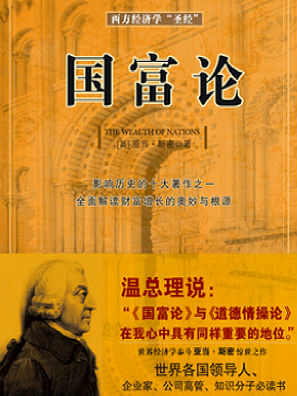 西方经济学“圣经”
国富论
THE WEALTH OF NATIONS
[英]亚当·斯密 著
影响历史的十大著作之一
全面解读财富增长的奥妙与根源
温总理说：
“《国富论》与《道德情操论》
在我心中具有同样重要的地位。”
世界经济学泰斗亚当·斯密惊世之作
世界各国领导人、
企业家、公司高管、知识分子必读书